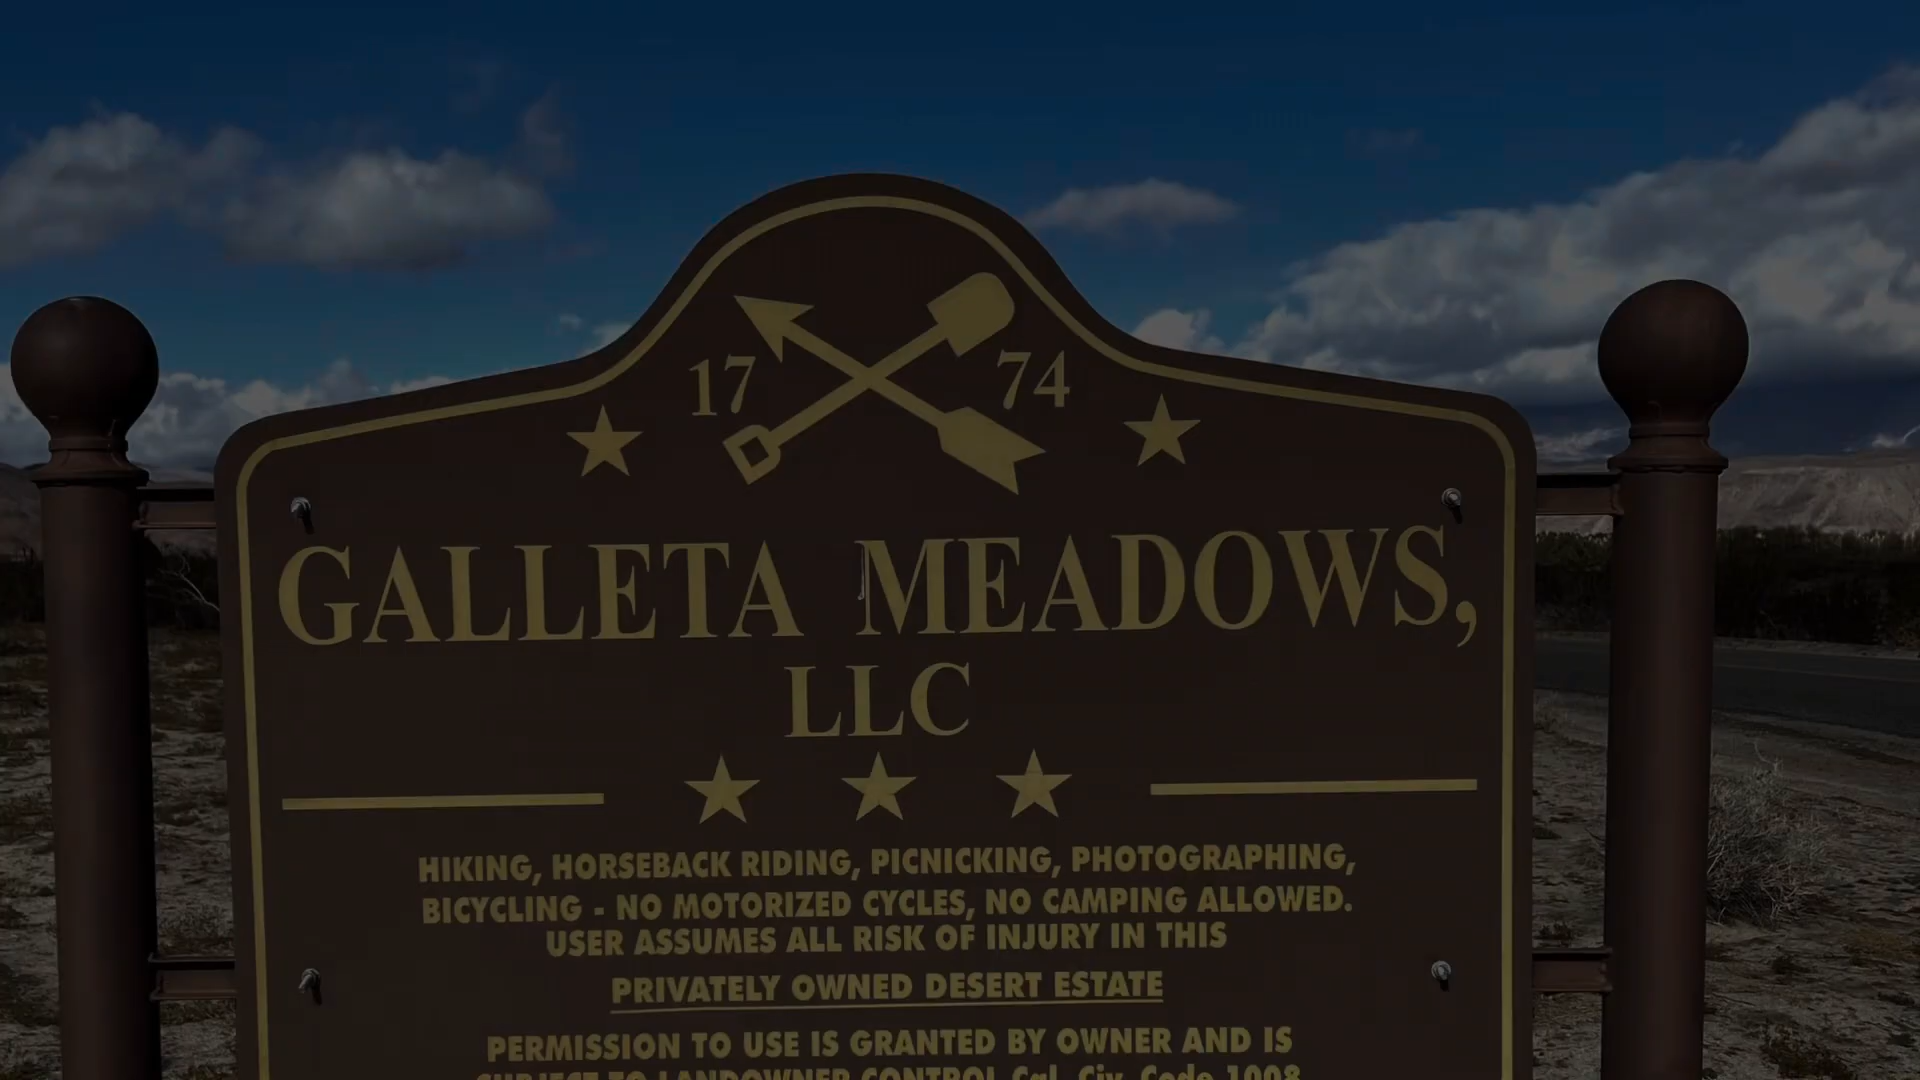 17 74
GALLETA MEADOWS,
LLC
HIKING, HORSEBACK RIDING, PICNICKING, PHOTOGRAPHING,
BICYCLING - NO MOTORIZED CYCLES, NO CAMPING ALLOWED.
USER ASSUMES ALL RISK OF INJURY IN THIS
PRIVATELY OWNED DESERT ESTATE
PERMISSION TO USE IS GRANTED BY OWNER AND IS
SUBJECT TO LANDOWNER CONTROL Cal. Civ. Code 1008